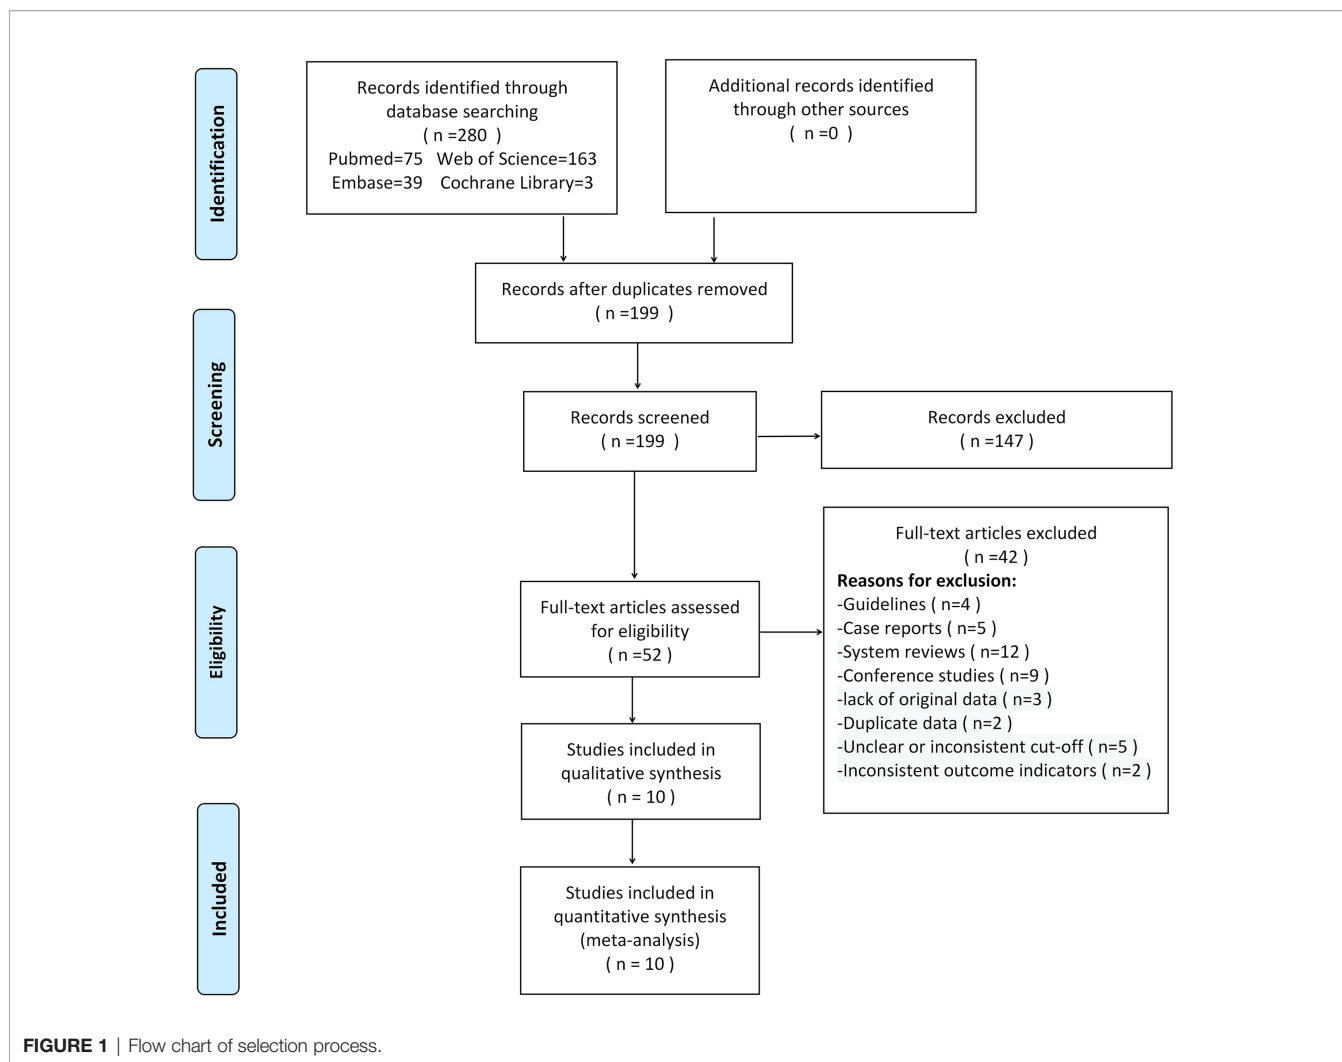 Identification
Records identified through
database searching
( n =280 )
Pubmed=75 Web of Science=163
Embase=39 Cochrane Library=3
Additional records identified
through other sources
( n =0 )
Records after duplicates removed
( n =199 )
Screening
Records screened
( n =199 )
Records excluded
( n =147 )
Eligibility
Full-text articles assessed
for eligibility
( n =52 )
Full-text articles excluded
( n =42 )
Reasons for exclusion:
-Guidelines ( n=4 )
-Case reports ( n=5 )
-System reviews ( n=12 )
-Conference studies ( n=9 )
-lack of original data ( n=3 )
-Duplicate data ( n=2 )
-Unclear or inconsistent cut-off ( n=5 )
-Inconsistent outcome indicators ( n=2 )
Studies included in
qualitative synthesis
( n = 10 )
Included
Studies included in
quantitative synthesis
(meta-analysis)
( n = 10 )
FIGURE 1 | Flow chart of selection process.